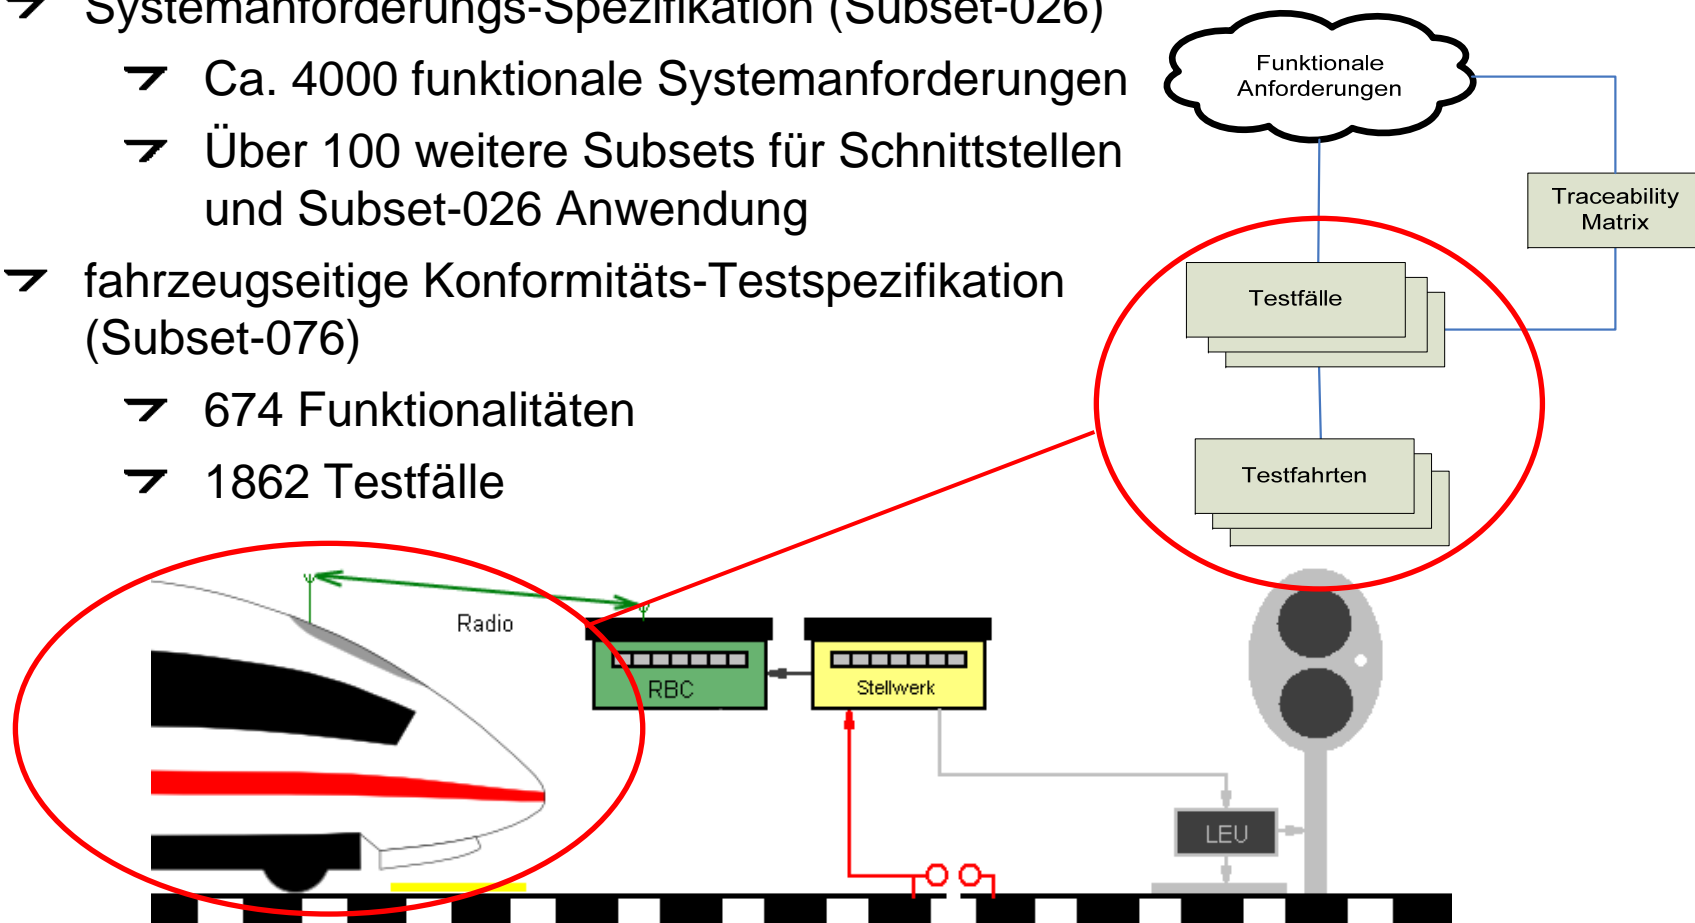 Systemanforderungs-Spezifikation (Subset-026)
Ca. 4000 funktionale Systemanforderungen
Über 100 weitere Subsets für Schnittstellen
und Subset-026 Anwendung
fahrzeugseitige Konformitäts-Testspezifikation
(Subset-076)
674 Funktionalitäten
1862 Testfälle
Funktionale
Anforderungen
Traceability
Matrix
Testfälle
Testfahrten
Radio
RBC
Stellwerk
LEU